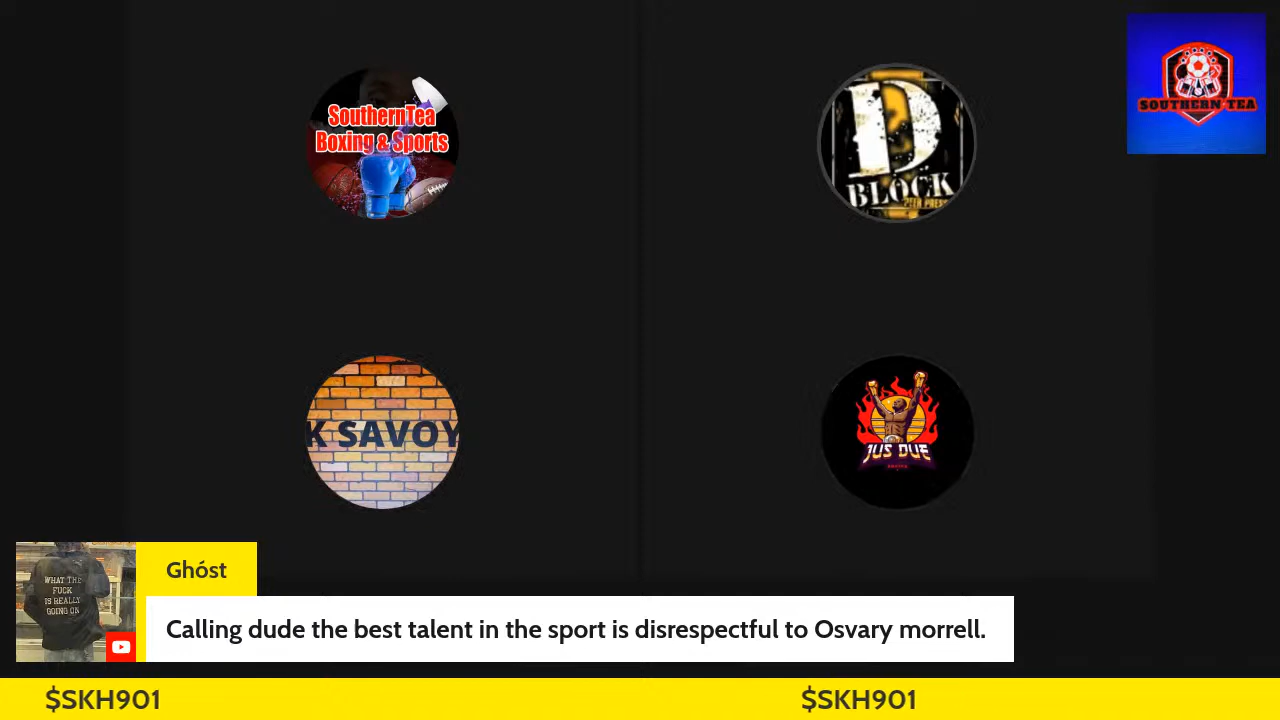 SouthernTea
Boxing & Sports
D
BLOCK
SOUTHERN TEA
K SAVOY
JUS DUE
WHAT THE
FUCK
IS REALLY
GOING ON
Ghóst
Calling dude the best talent in the sport is disrespectful to Osvary morrell.
$SKH901
$SKH901